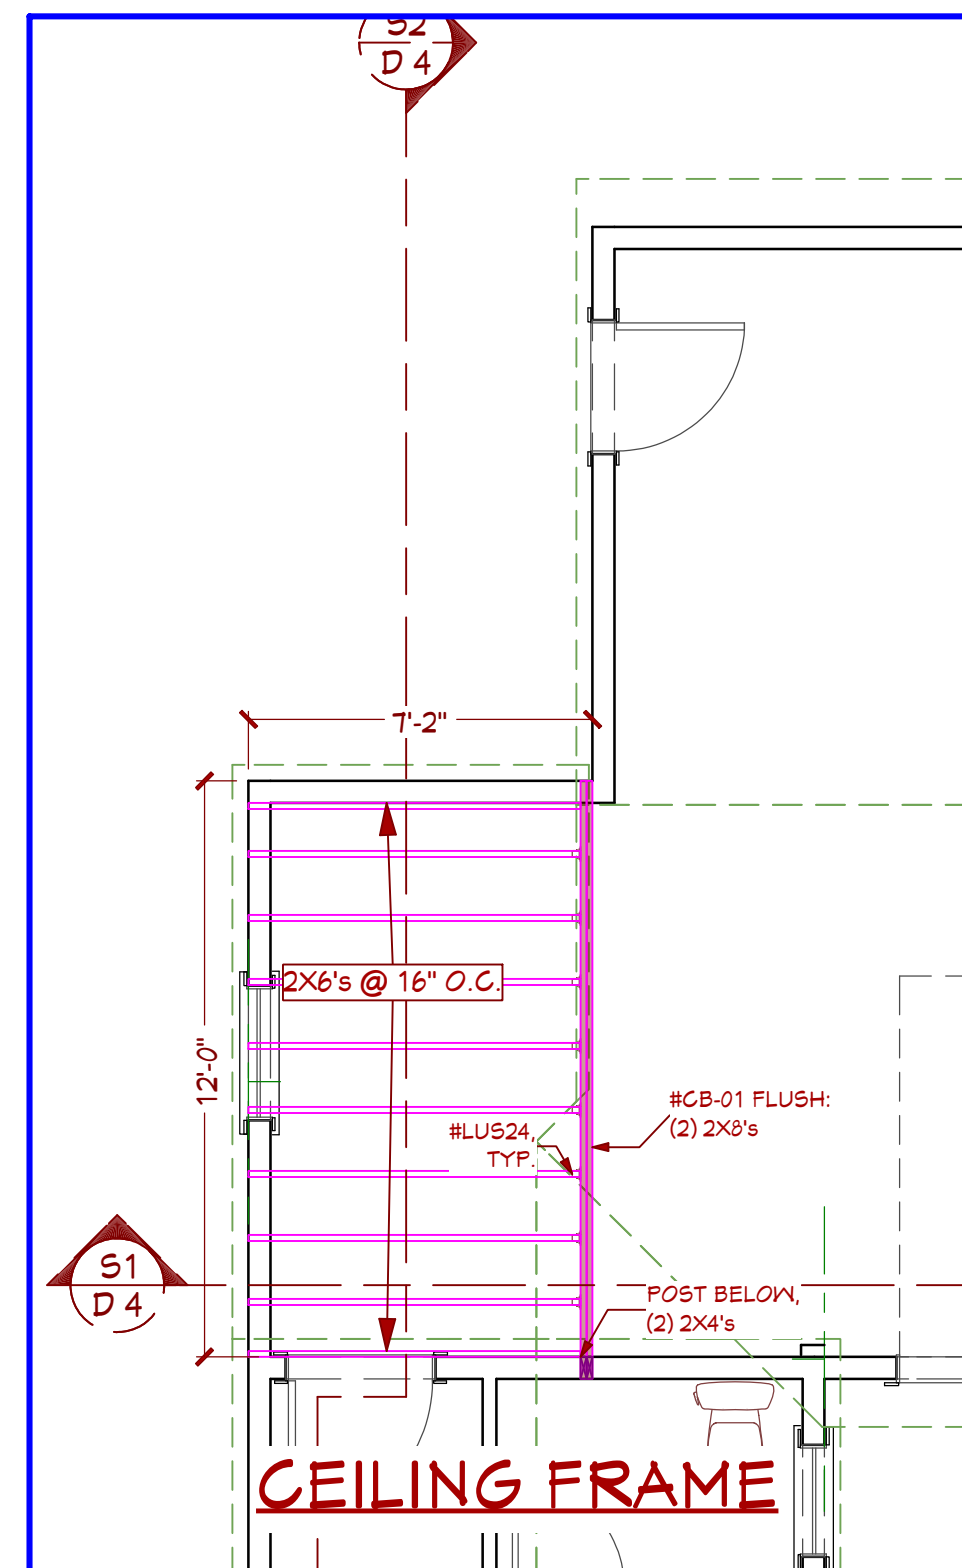 S2
D 4
7'-2"
2X6's @ 16" O.C.
12'-0"
#CB-01 FLUSH:
(2) 2X8's
#LUS24,
TYP.
S1
D 4
POST BELOW,
(2) 2X4's
CEILING FRAME